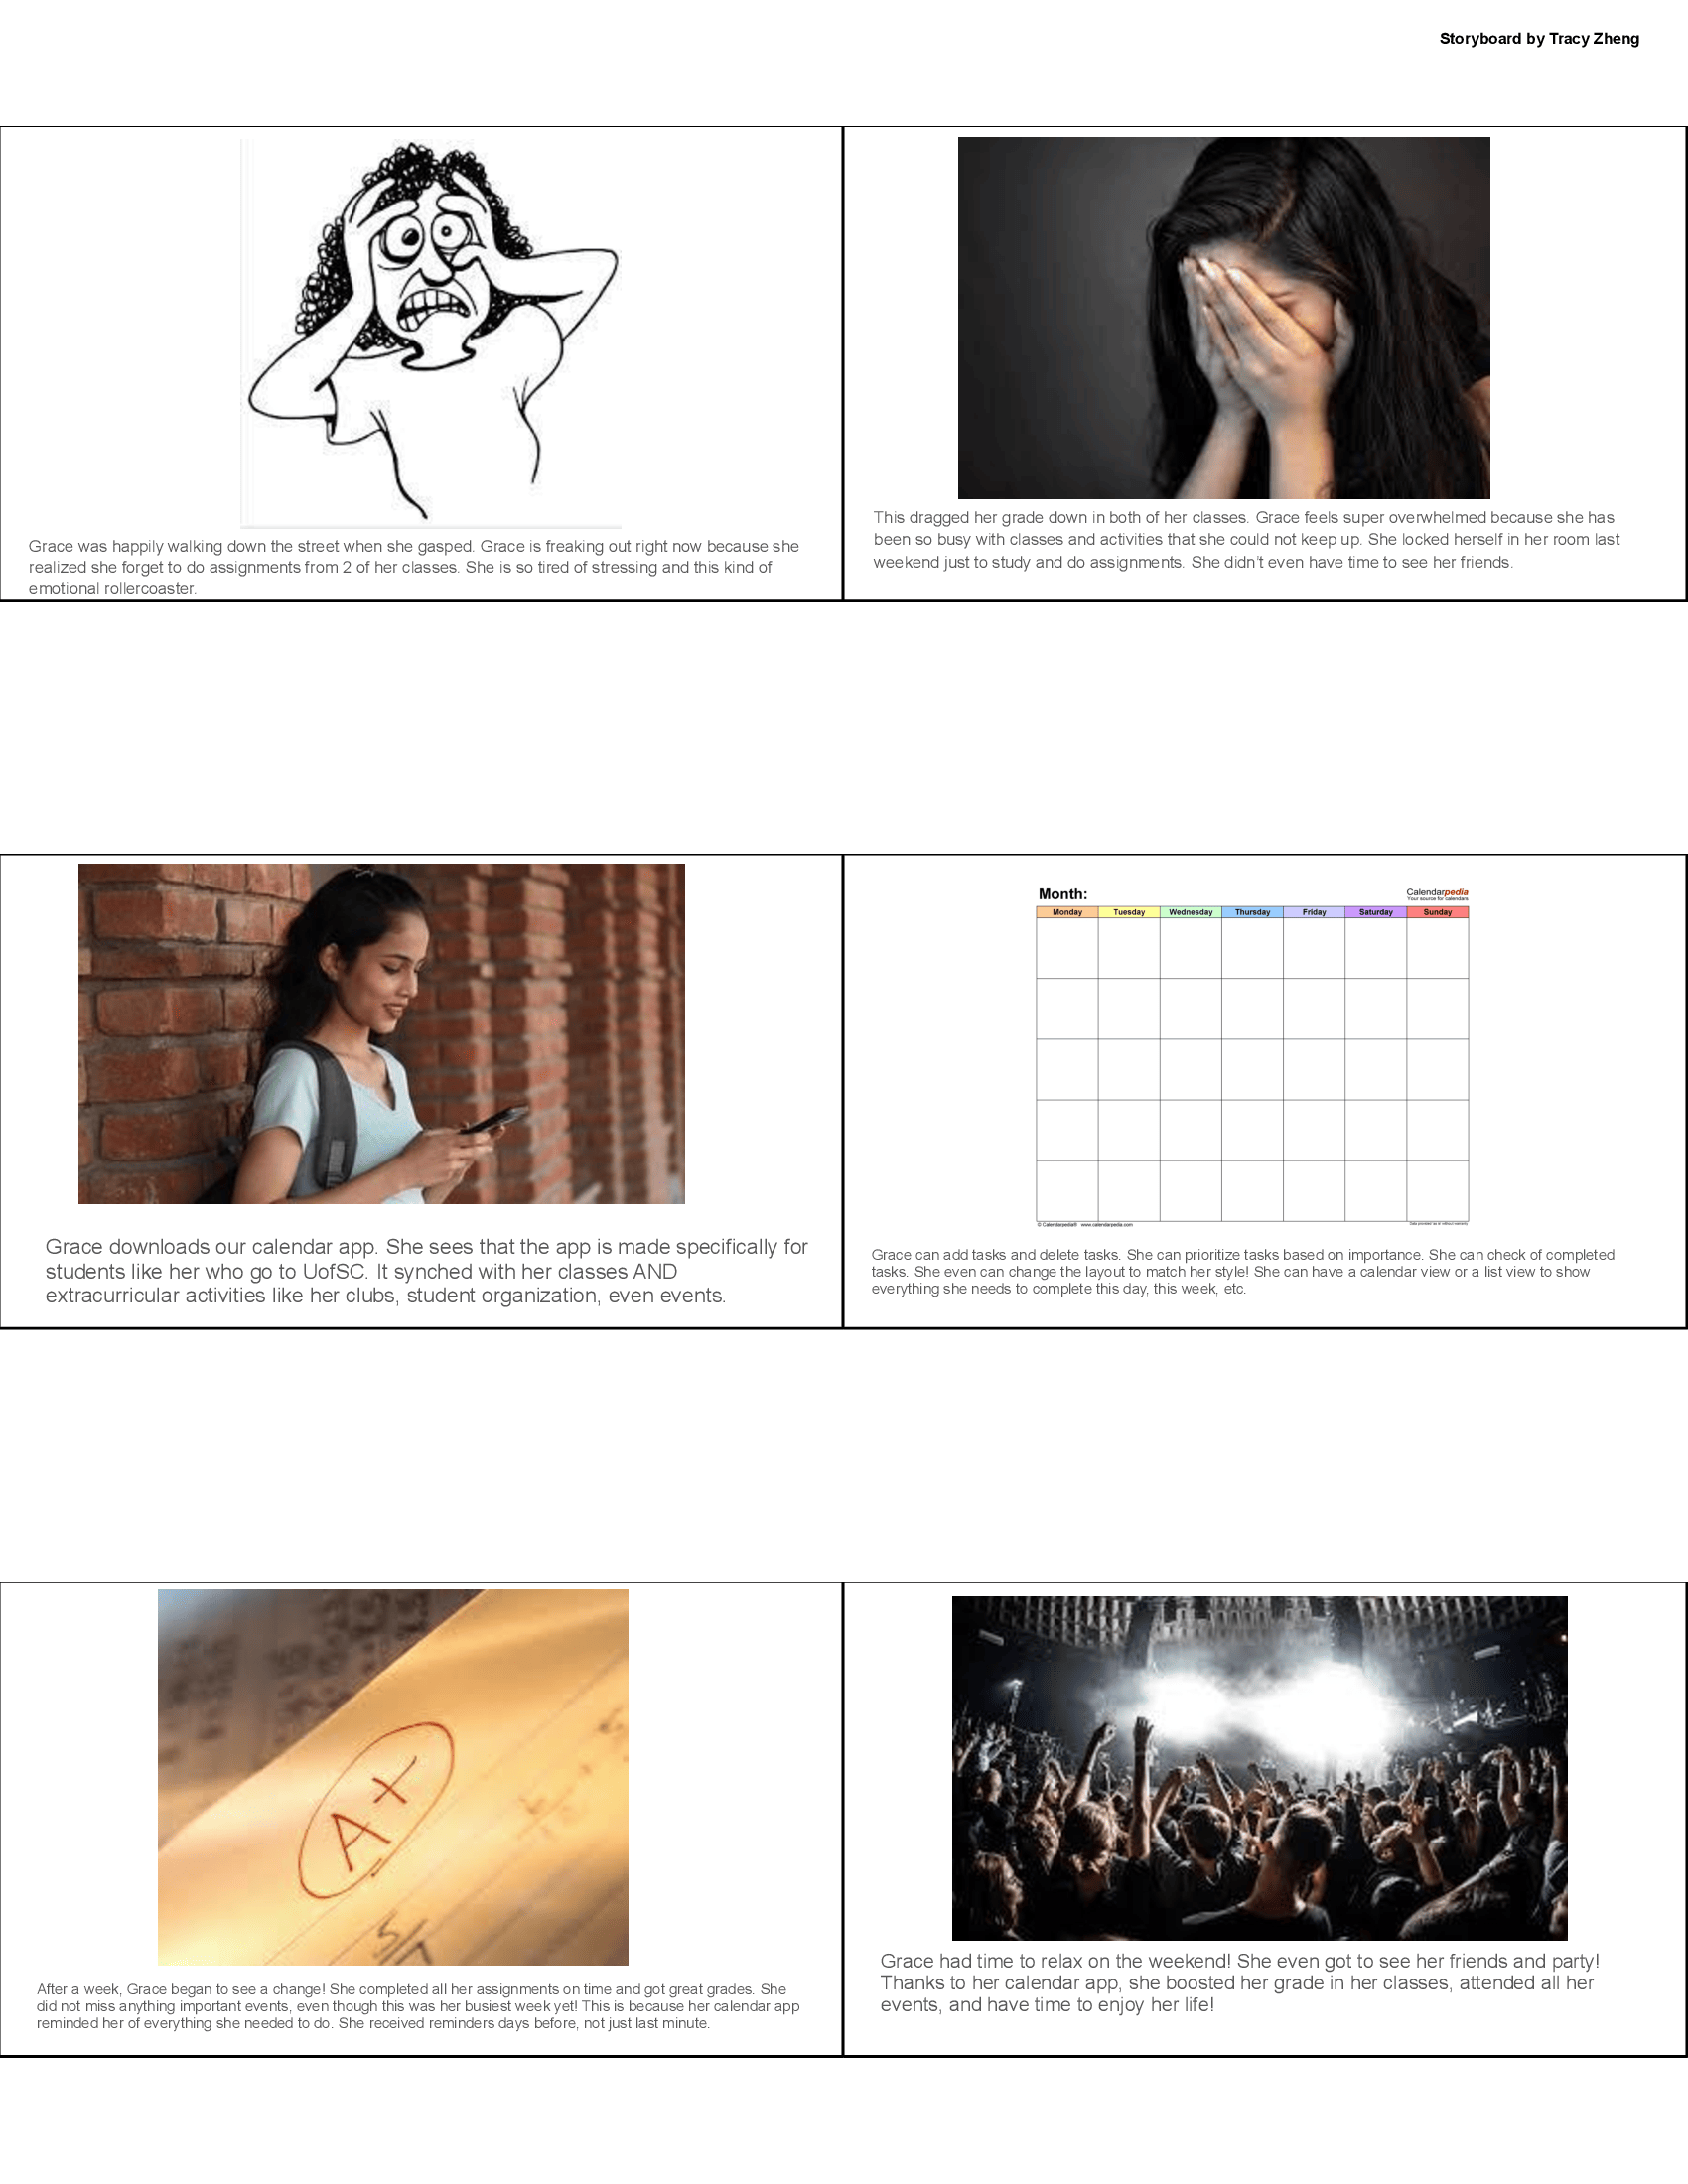 Storyboard by Tracy Zheng
Grace was happily walking down the street when she gasped. Grace is freaking out right now because she
realized she forget to do assignments from 2 of her classes. She is so tired of stressing and this kind of
emotional rollercoaster.
This dragged her grade down in both of her classes. Grace feels super overwhelmed because she has
been so busy with classes and activities that she could not keep up. She locked herself in her room last
weekend just to study and do assignments. She didn't even have time to see her friends.
Grace downloads our calendar app. She sees that the app is made specifically for
students like her who go to UofSC. It synched with her classes AND
extracurricular activities like her clubs, student organization, even events.
Month:
Calendarpedia
Your source for calendars
Monday Tuesday Wednesday Thursday Friday Saturday Sunday
© Calendarpedia® www.calendarpedia.com
Data provided 'as is' without warranty
Grace can add tasks and delete tasks. She can prioritize tasks based on importance. She can check of completed
tasks. She even can change the layout to match her style! She can have a calendar view or a list view to show
everything she needs to complete this day, this week, etc.
A+
After a week, Grace began to see a change! She completed all her assignments on time and got great grades. She
did not miss anything important events, even though this was her busiest week yet! This is because her calendar app
reminded her of everything she needed to do. She received reminders days before, not just last minute.
Grace had time to relax on the weekend! She even got to see her friends and party!
Thanks to her calendar app, she boosted her grade in her classes, attended all her
events, and have time to enjoy her life!